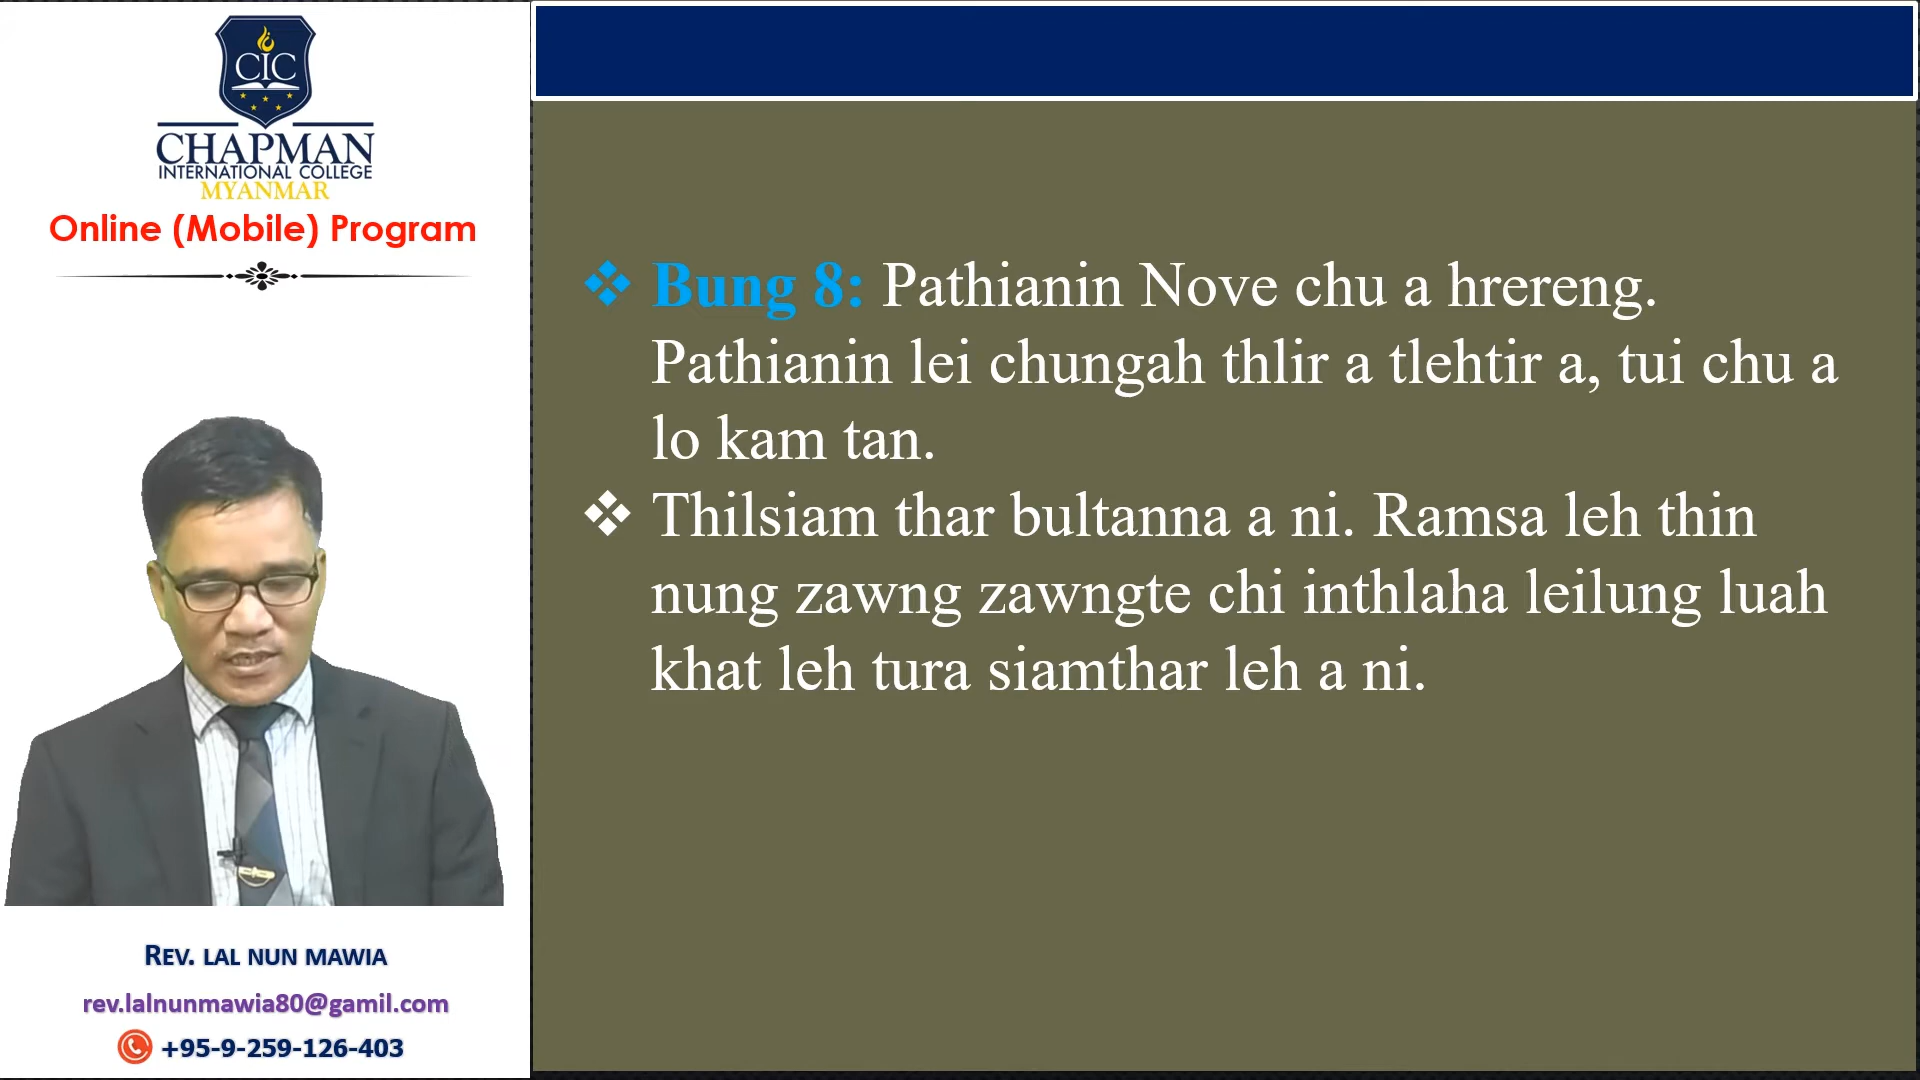 CIC
CHAPMAN
INTERNATIONAL COLLEGE
MYANMAR
Online (Mobile) Program
REV. LAL NUN MAWIA
rev.lalnunmawia80@gamil.com
+95-9-259-126-403
❖ Bung 8: Pathianin Nove chu a hrereng.
Pathianin lei chungah thlir a tlehtir a, tui chu a
lo kam tan.
❖ Thilsiam thar bultanna a ni. Ramsa leh thin
nung zawng zawngte chi inthlaha leilung luah
khat leh tura siamthar leh a ni.